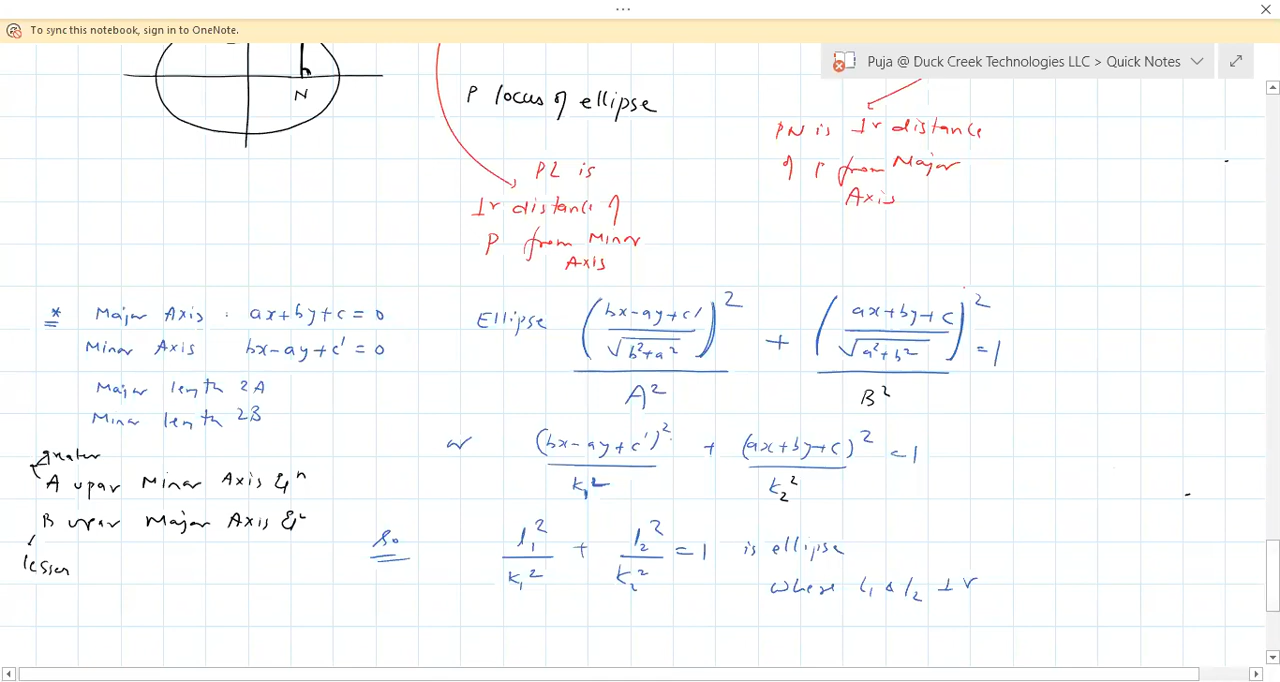 To sync this notebook, sign in to OneNote.
Puja @ Duck Creek Technologies LLC > Quick Notes
N
P locus of ellipse
PN is ⊥r distance
of P from Major
Axis
PL is
⊥r distance of
P from Minor
Axis
* Major Axis : ax+by+c=0
Minor Axis bx-ay+c'=0
Major length 2A
Minor length 2B
Ellipse ((bx-ay+c')/√(b²+a²))²/A² + ((ax+by+c)/√(a²+b²))²/B² = 1
or (bx-ay+c')²/k₁² + (ax+by+c)²/k₂² = 1
greater
A upar Minor Axis Eqⁿ
B upar Major Axis Eqⁿ
lesser
So l₁²/k₁² + l₂²/k₂² = 1 is ellipse
where l₁ & l₂ ⊥r